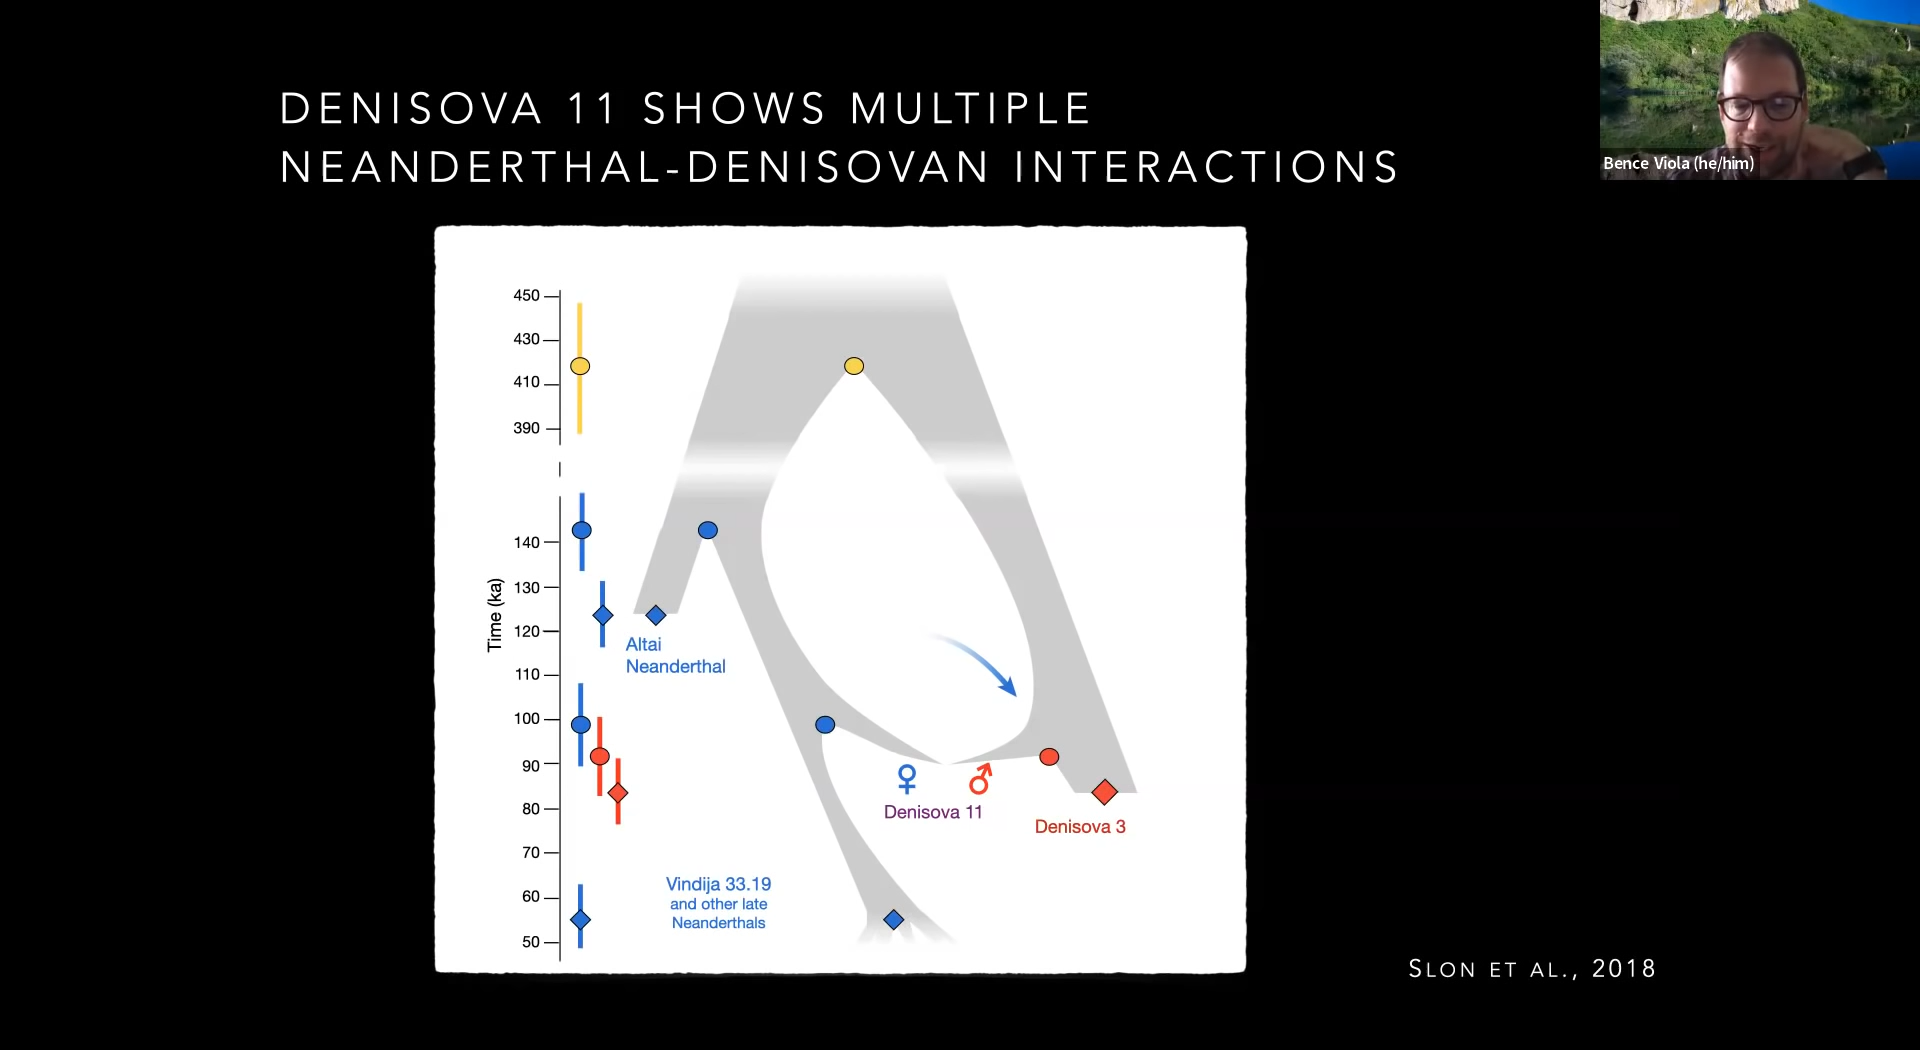 DENISOVA 11 SHOWS MULTIPLE
NEANDERTHAL-DENISOVAN INTERACTIONS
Bence Viola (he/him)
450
430
410
390
140
130
120
110
100
90
80
70
60
50
Time (ka)
Altai
Neanderthal
Denisova 11
Denisova 3
Vindija 33.19
and other late
Neanderthals
SLON ET AL., 2018